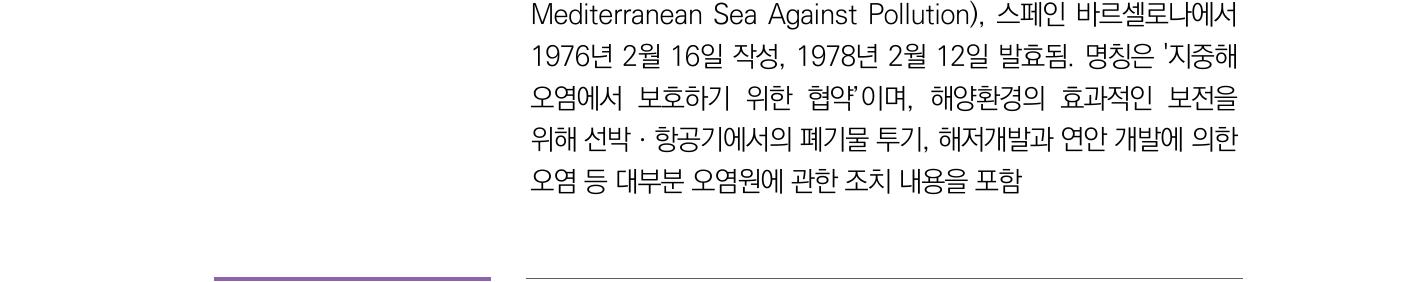 Mediterranean Sea Against Pollution), 스페인 바르셀로나에서
1976년 2월 16일 작성, 1978년 2월 12일 발효됨. 명칭은 '지중해
오염에서 보호하기 위한 협약’이며, 해양환경의 효과적인 보전을
위해 선박 · 항공기에서의 폐기물 투기, 해저개발과 연안 개발에 의한
오염 등 대부분 오염원에 관한 조치 내용을 포함